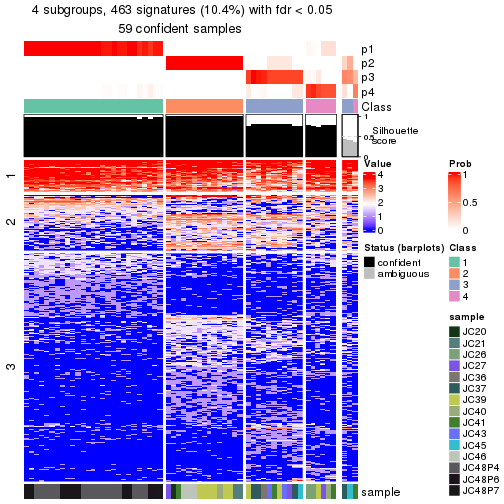 4 subgroups, 463 signatures (10.4%) with fdr < 0.05
59 confident samples
p1
p2
p3
p4
Class
1
0.5
0
Silhouette
score
1
2
3
sample
Value
4
3
2
1
0
Prob
1
0.5
0
Status (barplots)
confident
ambiguous
Class
1
2
3
4
sample
JC20
JC21
JC26
JC27
JC36
JC37
JC39
JC40
JC41
JC43
JC45
JC46
JC48P6
JC48P6
JC48P7